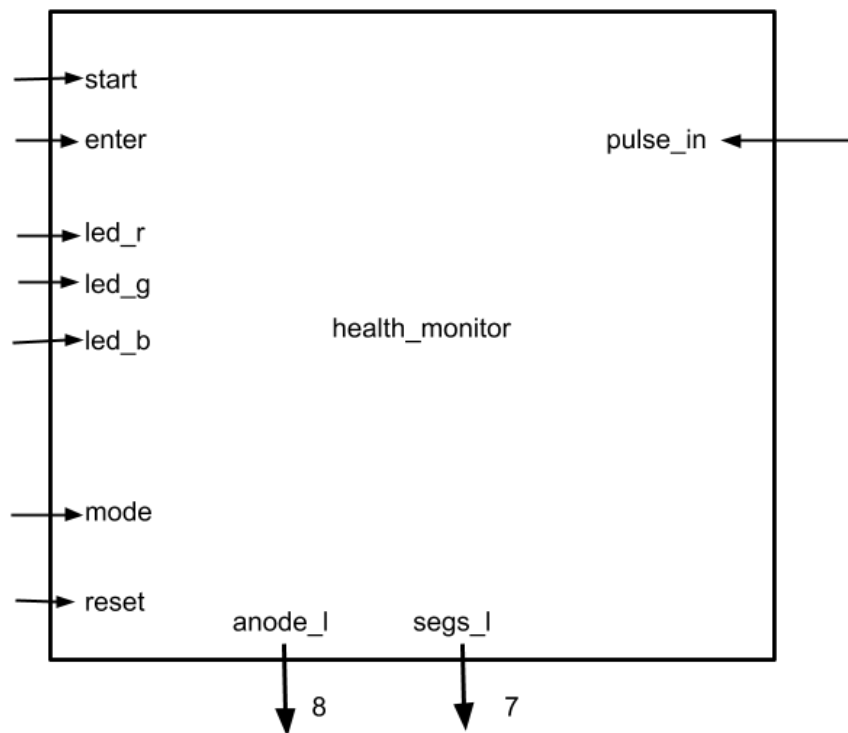 start
enter
pulse_in
led_r
led_g
led_b
health_monitor
mode
reset
anode_l
segs_l
8
7